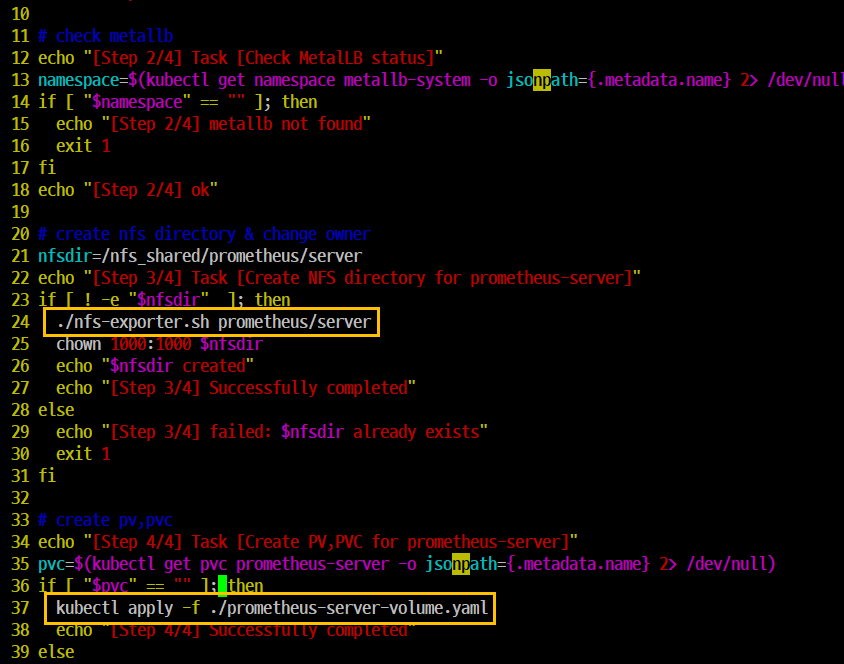 10
11 # check metallb
12 echo "[Step 2/4] Task [Check MetalLB status]"
13 namespace=$(kubectl get namespace metallb-system -o jsonpath={.metadata.name} 2> /dev/null
14 if [ "$namespace" == "" ]; then
15   echo "[Step 2/4] metallb not found"
16   exit 1
17 fi
18 echo "[Step 2/4] ok"
19
20 # create nfs directory & change owner
21 nfsdir=/nfs_shared/prometheus/server
22 echo "[Step 3/4] Task [Create NFS directory for prometheus-server]"
23 if [ ! -e "$nfsdir"  ]; then
24   ./nfs-exporter.sh prometheus/server
25   chown 1000:1000 $nfsdir
26   echo "$nfsdir created"
27   echo "[Step 3/4] Successfully completed"
28 else
29   echo "[Step 3/4] failed: $nfsdir already exists"
30   exit 1
31 fi
32
33 # create pv,pvc
34 echo "[Step 4/4] Task [Create PV,PVC for prometheus-server]"
35 pvc=$(kubectl get pvc prometheus-server -o jsonpath={.metadata.name} 2> /dev/null)
36 if [ "$pvc" == "" ]; then
37   kubectl apply -f ./prometheus-server-volume.yaml
38   echo "[Step 4/4] Successfully completed"
39 else